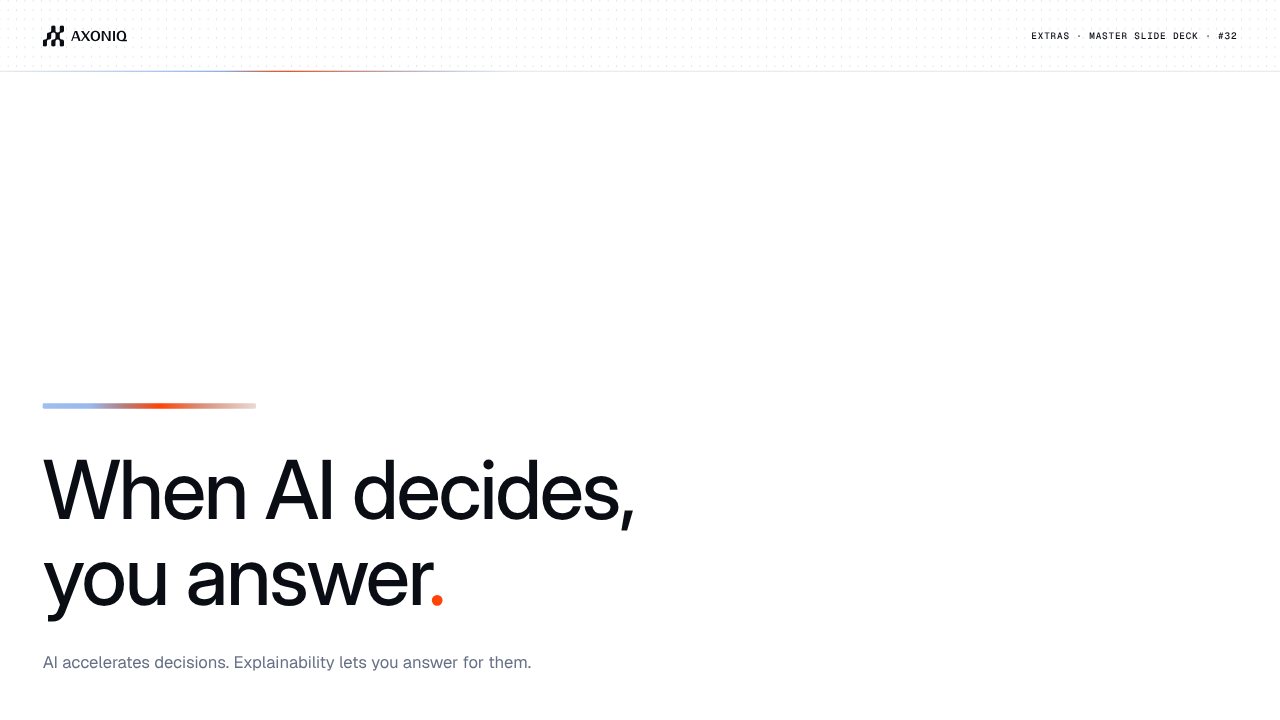 AXONIQ
EXTRAS · MASTER SLIDE DECK · #32
When AI decides,
you answer.
AI accelerates decisions. Explainability lets you answer for them.